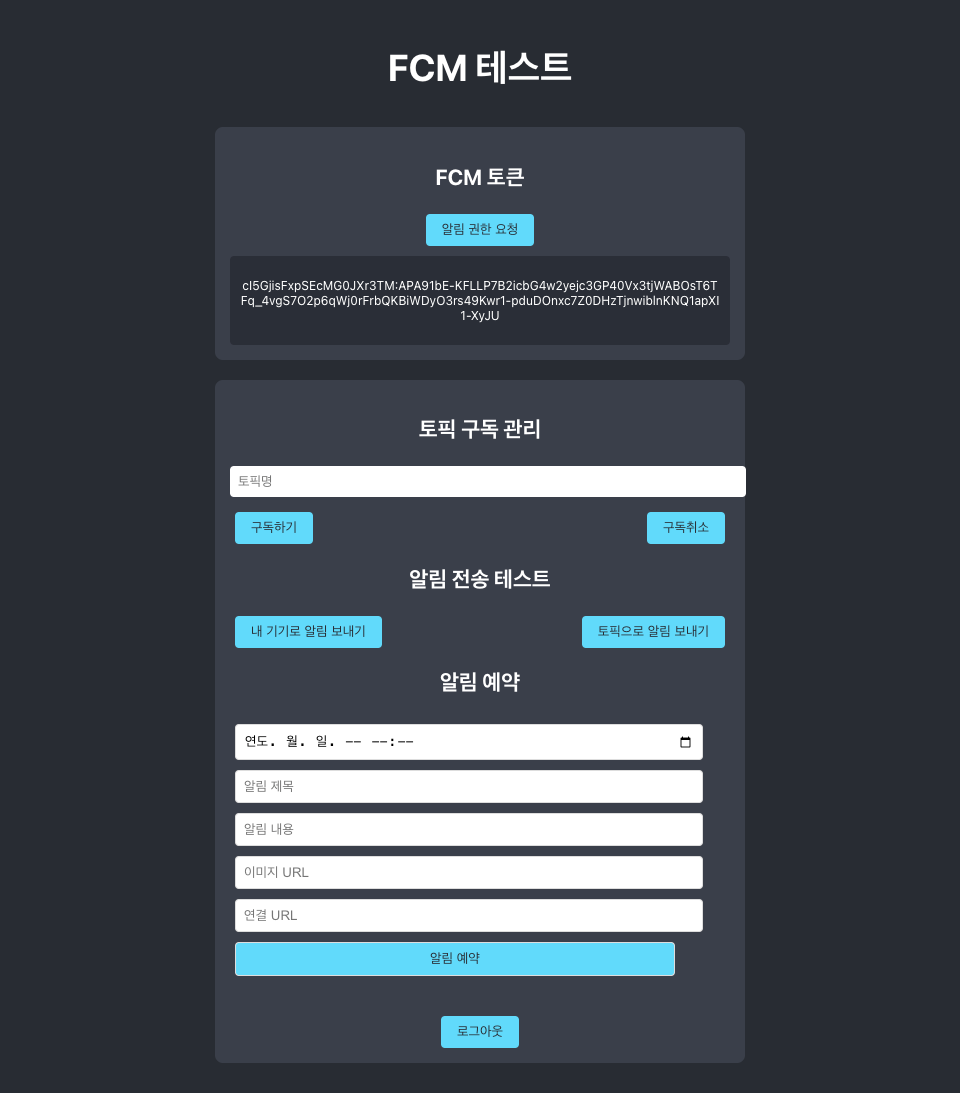 FCM 테스트
FCM 토큰
알림 권한 요청
cI5GjisFxpSEcMG0JXr3TM:APA91bE-KFLLP7B2icbG4w2yejc3GP40Vx3tjWABOsT6T
Fq_4vgS7O2p6qWj0rFrbQKBiWDyO3rs49Kwr1-pduDOnxc7Z0DHzTjnwiblnKNQ1apXI
1-XyJU
토픽 구독 관리
토픽명
구독하기 구독취소
알림 전송 테스트
내 기기로 알림 보내기 토픽으로 알림 보내기
알림 예약
연도. 월. 일. -- --:--
알림 제목
알림 내용
이미지 URL
연결 URL
알림 예약
로그아웃